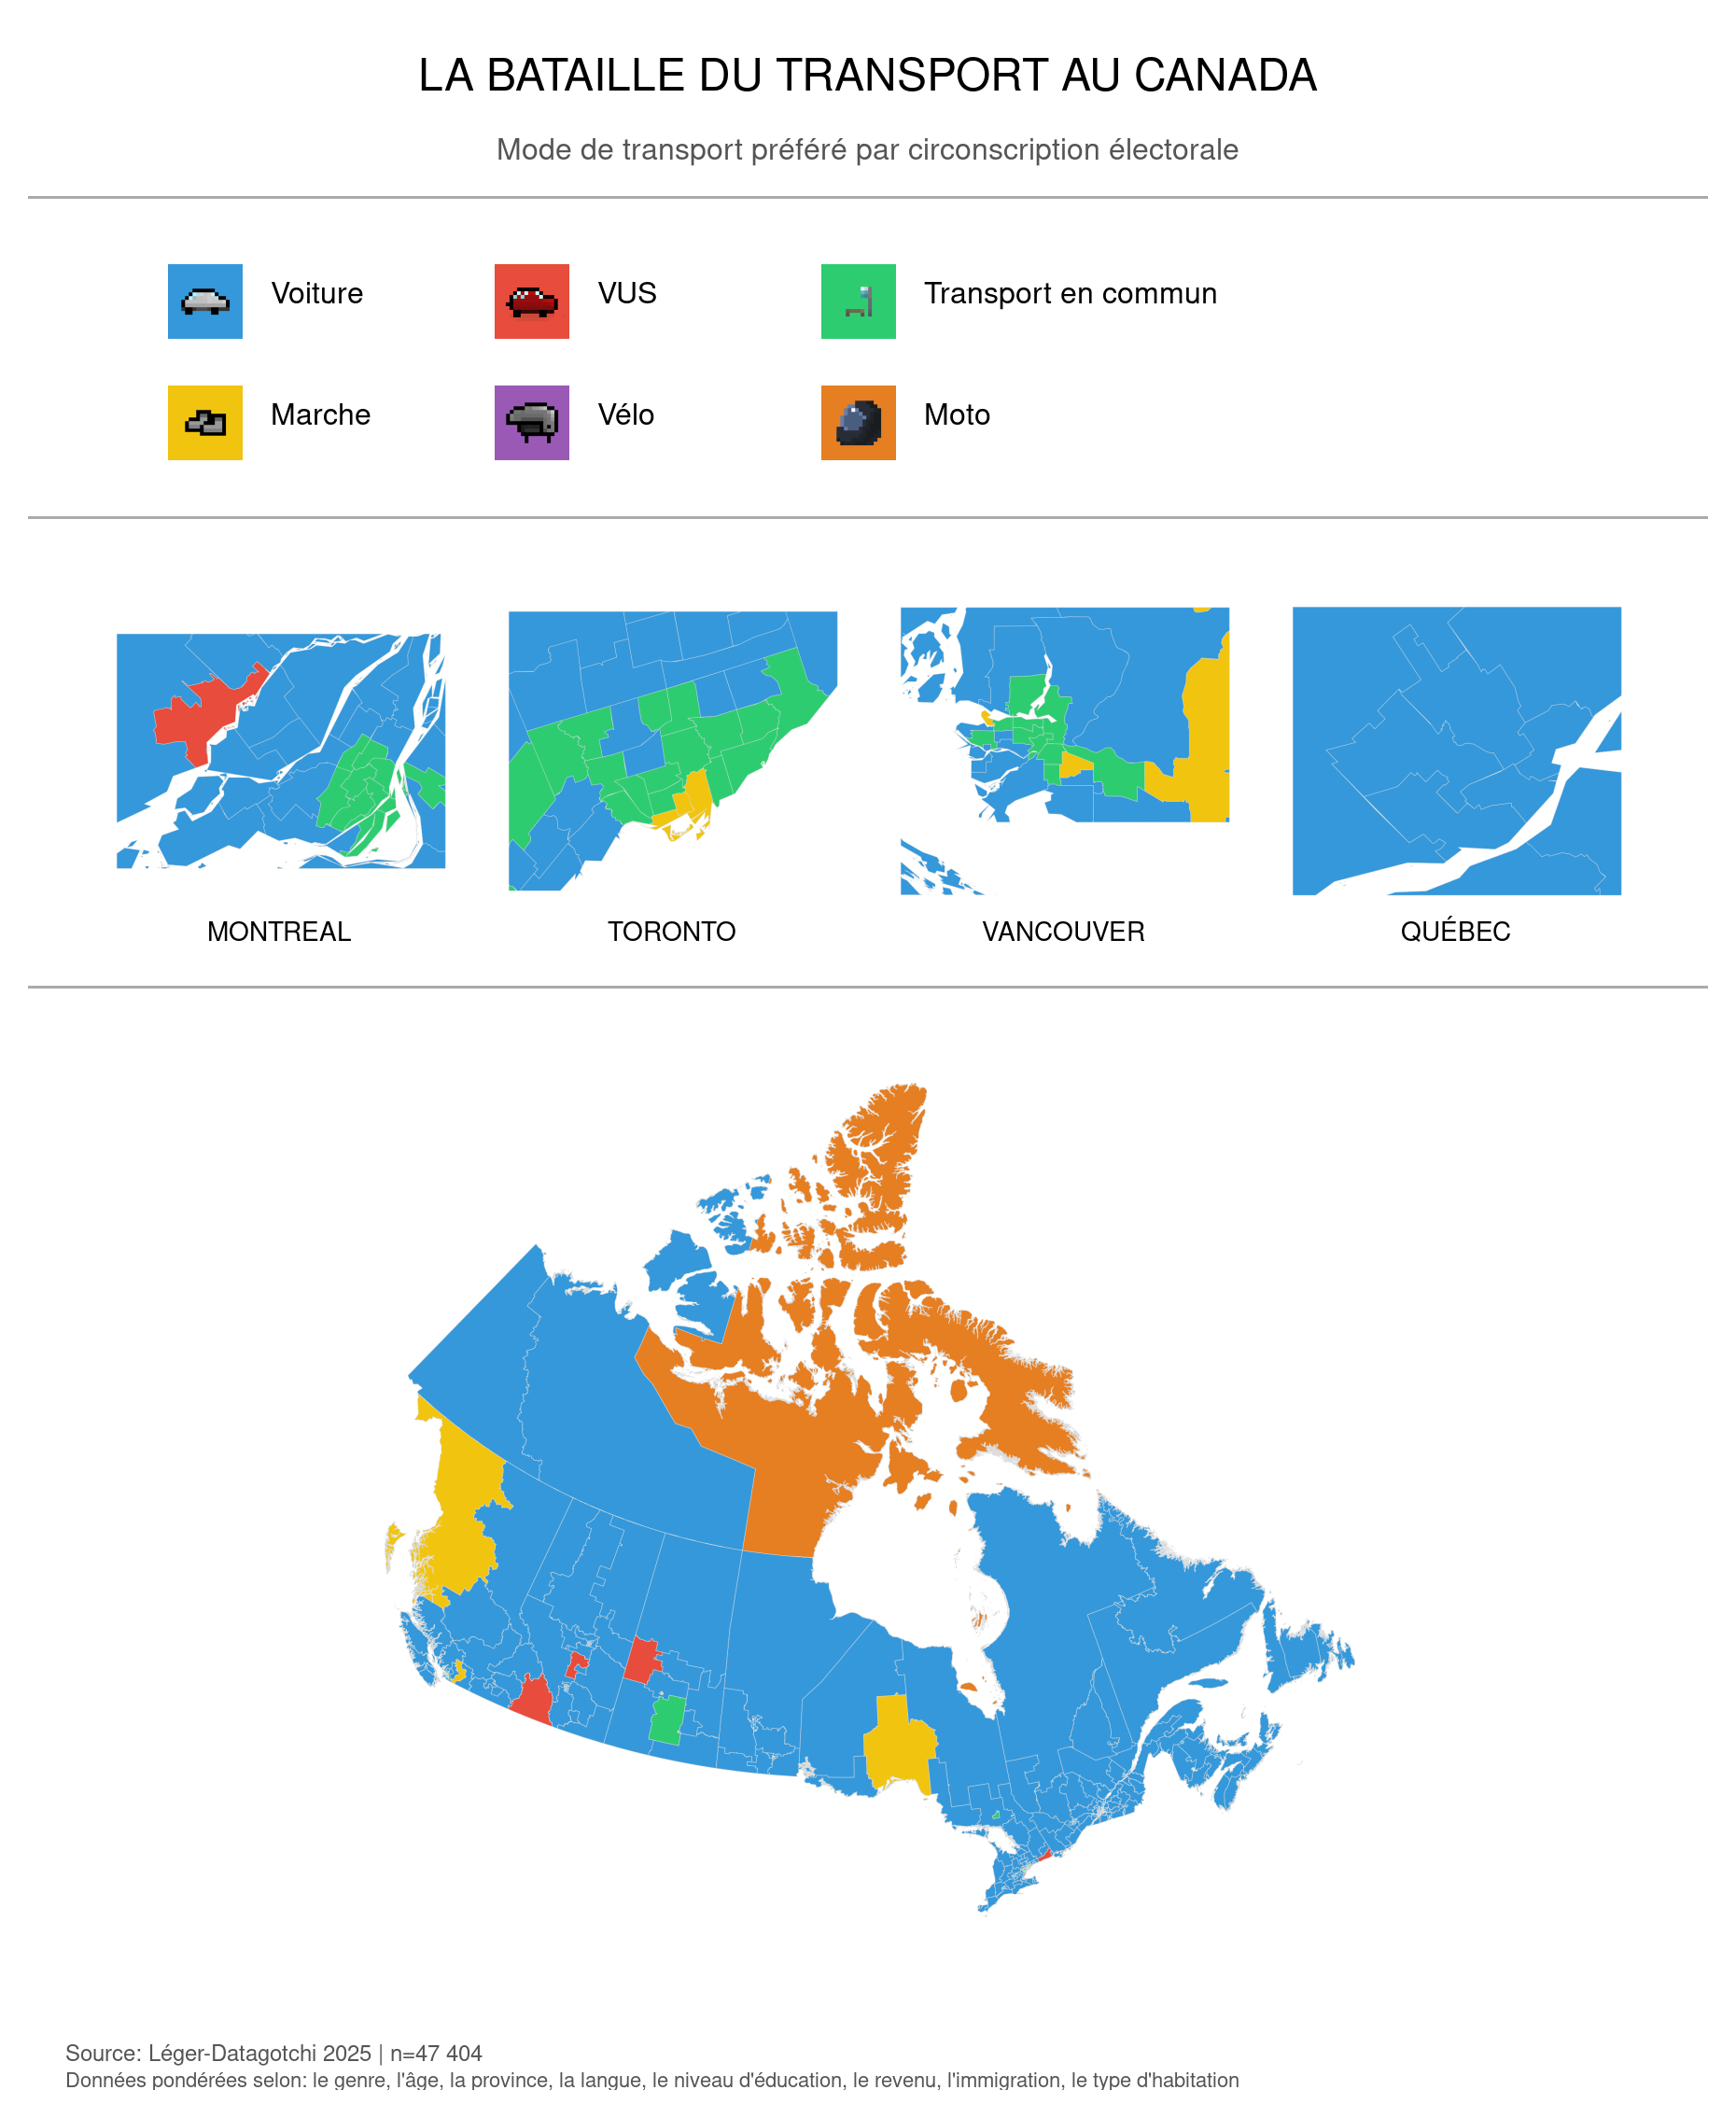 LA BATAILLE DU TRANSPORT AU CANADA
Mode de transport préféré par circonscription électorale
Voiture
VUS
Transport en commun
Marche
Vélo
Moto
MONTREAL
TORONTO
VANCOUVER
QUÉBEC
Source: Léger-Datagotchi 2025 | n=47 404
Données pondérées selon: le genre, l'âge, la province, la langue, le niveau d'éducation, le revenu, l'immigration, le type d'habitation